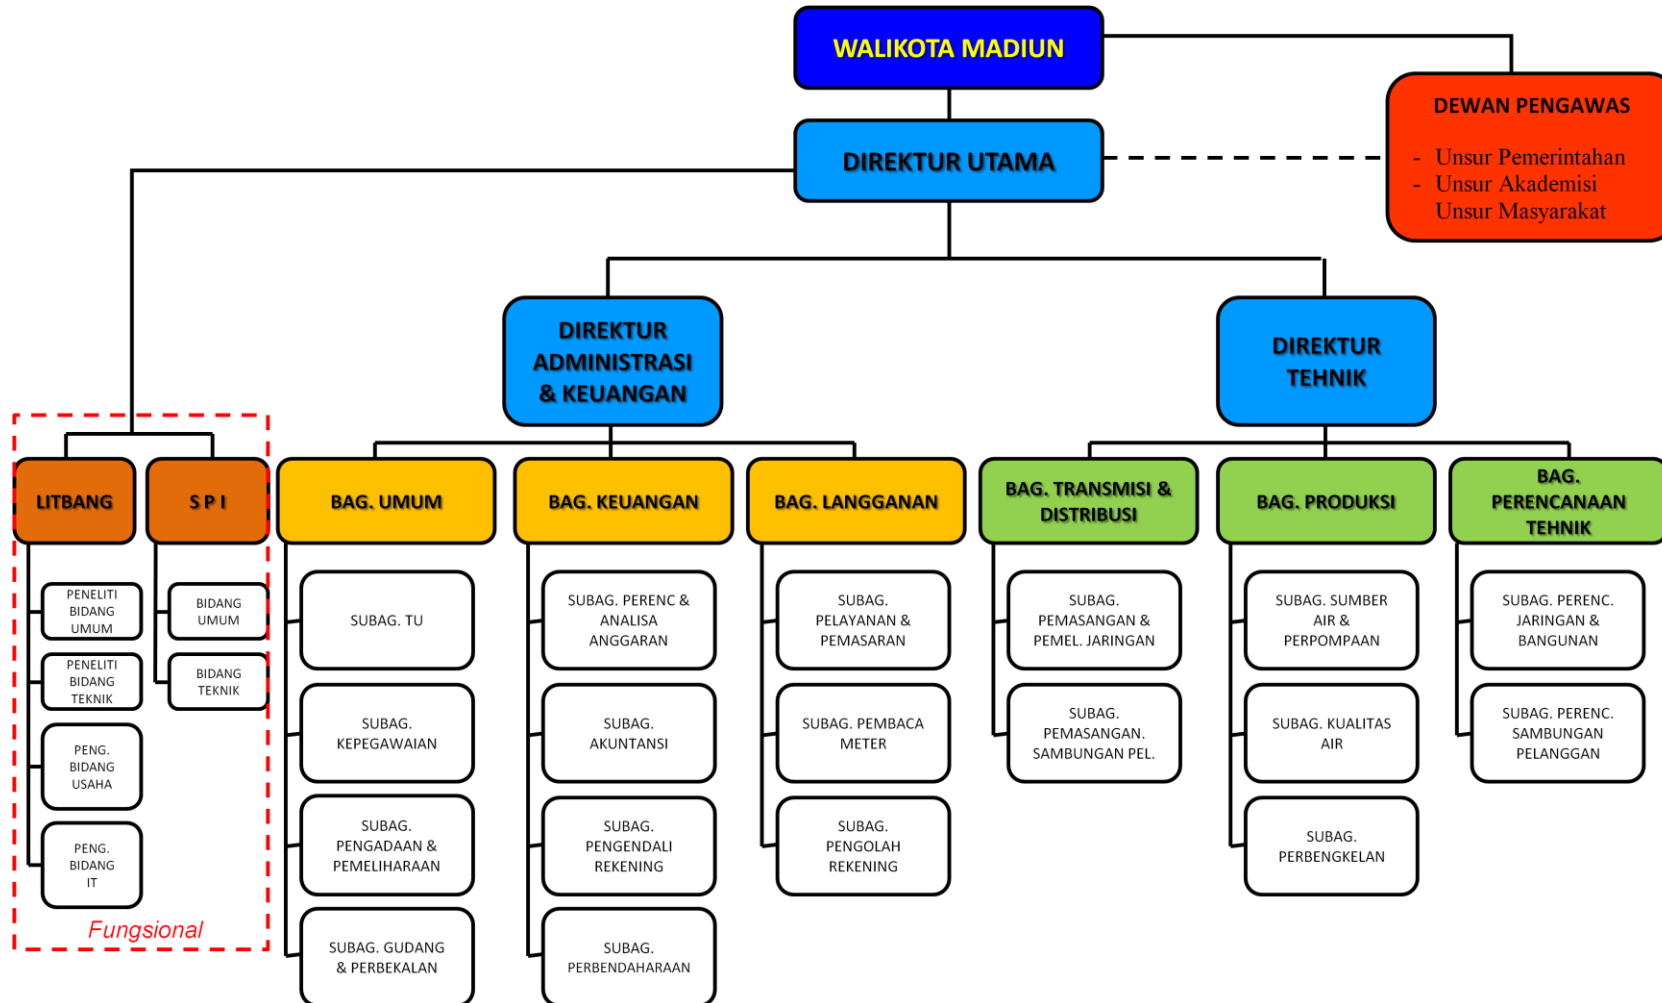 WALIKOTA MADIUN
DEWAN PENGAWAS
- Unsur Pemerintahan
- Unsur Akademisi
Unsur Masyarakat
DIREKTUR UTAMA
DIREKTUR
ADMINISTRASI
& KEUANGAN
DIREKTUR
TEHNIK
LITBANG
S P I
BAG. UMUM
BAG. KEUANGAN
BAG. LANGGANAN
BAG. TRANSMISI &
DISTRIBUSI
BAG. PRODUKSI
BAG.
PERENCANAAN
TEHNIK
PENELITI
BIDANG
UMUM
PENELITI
BIDANG
TEKNIK
PENG.
BIDANG
USAHA
PENG.
BIDANG
IT
Fungsional
BIDANG
UMUM
BIDANG
TEKNIK
SUBAG. TU
SUBAG.
KEPEGAWAIAN
SUBAG.
PENGADAAN &
PEMELIHARAAN
SUBAG. GUDANG
& PERBEKALAN
SUBAG. PERENC &
ANALISA
ANGGARAN
SUBAG.
AKUNTANSI
SUBAG.
PENGENDALI
REKENING
SUBAG.
PERBENDAHARAAN
SUBAG.
PELAYANAN &
PEMASARAN
SUBAG. PEMBACA
METER
SUBAG.
PENGOLAH
REKENING
SUBAG.
PEMASANGAN &
PEMEL. JARINGAN
SUBAG.
PEMASANGAN.
SAMBUNGAN PEL.
SUBAG. SUMBER
AIR &
PERPOMPAAN
SUBAG. KUALITAS
AIR
SUBAG.
PERBENGKELAN
SUBAG. PERENC.
JARINGAN &
BANGUNAN
SUBAG. PERENC.
SAMBUNGAN
PELANGGAN